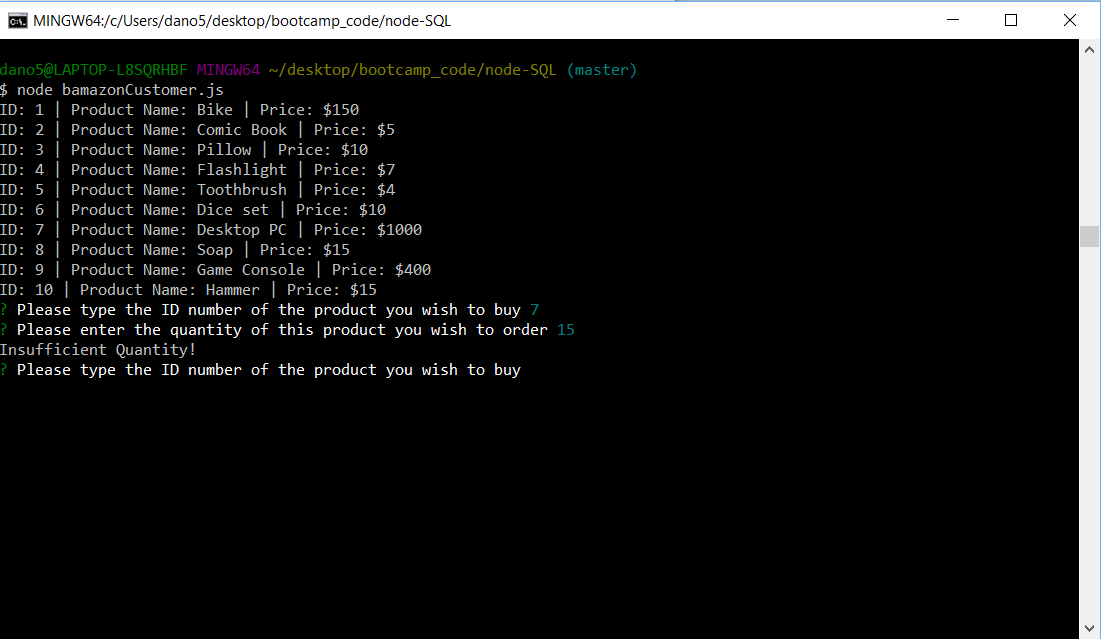 MINGW64:/c/Users/dano5/desktop/bootcamp_code/node-SQL
dano5@LAPTOP-L8SQRHBF MINGW64 ~/desktop/bootcamp_code/node-SQL (master)
$ node bamazonCustomer.js
ID: 1 | Product Name: Bike | Price: $150
ID: 2 | Product Name: Comic Book | Price: $5
ID: 3 | Product Name: Pillow | Price: $10
ID: 4 | Product Name: Flashlight | Price: $7
ID: 5 | Product Name: Toothbrush | Price: $4
ID: 6 | Product Name: Dice set | Price: $10
ID: 7 | Product Name: Desktop PC | Price: $1000
ID: 8 | Product Name: Soap | Price: $15
ID: 9 | Product Name: Game Console | Price: $400
ID: 10 | Product Name: Hammer | Price: $15
? Please type the ID number of the product you wish to buy 7
? Please enter the quantity of this product you wish to order 15
Insufficient Quantity!
? Please type the ID number of the product you wish to buy